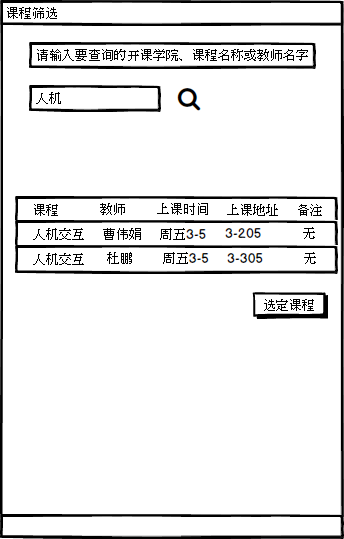 课程筛选
请输入要查询的开课学院、课程名称或教师名字
人机
课程 教师 上课时间 上课地址 备注
人机交互 曹伟娟 周五3-5 3-205 无
人机交互 杜鹏 周五3-5 3-305 无
选定课程